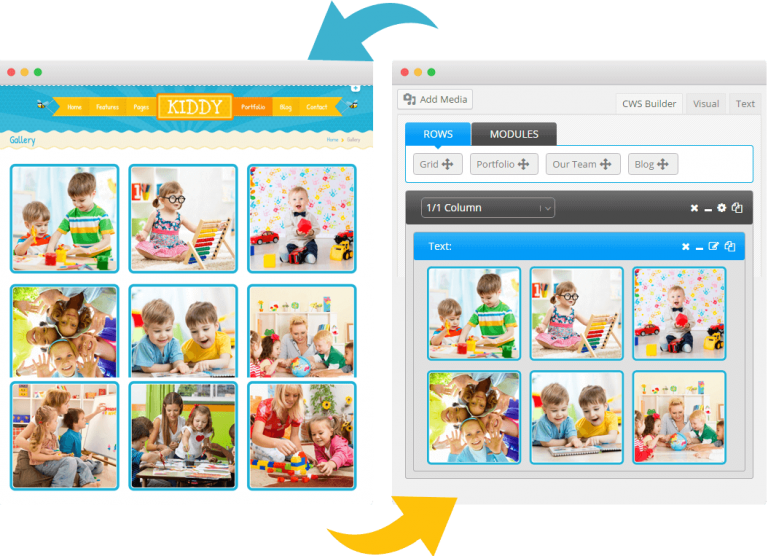 Home Features Pages KIDDY Portfolio Blog Contact
Gallery
Home Gallery
Add Media
CWS Builder Visual Text
ROWS MODULES
Grid Portfolio Our Team Blog
1/1 Column
Text: